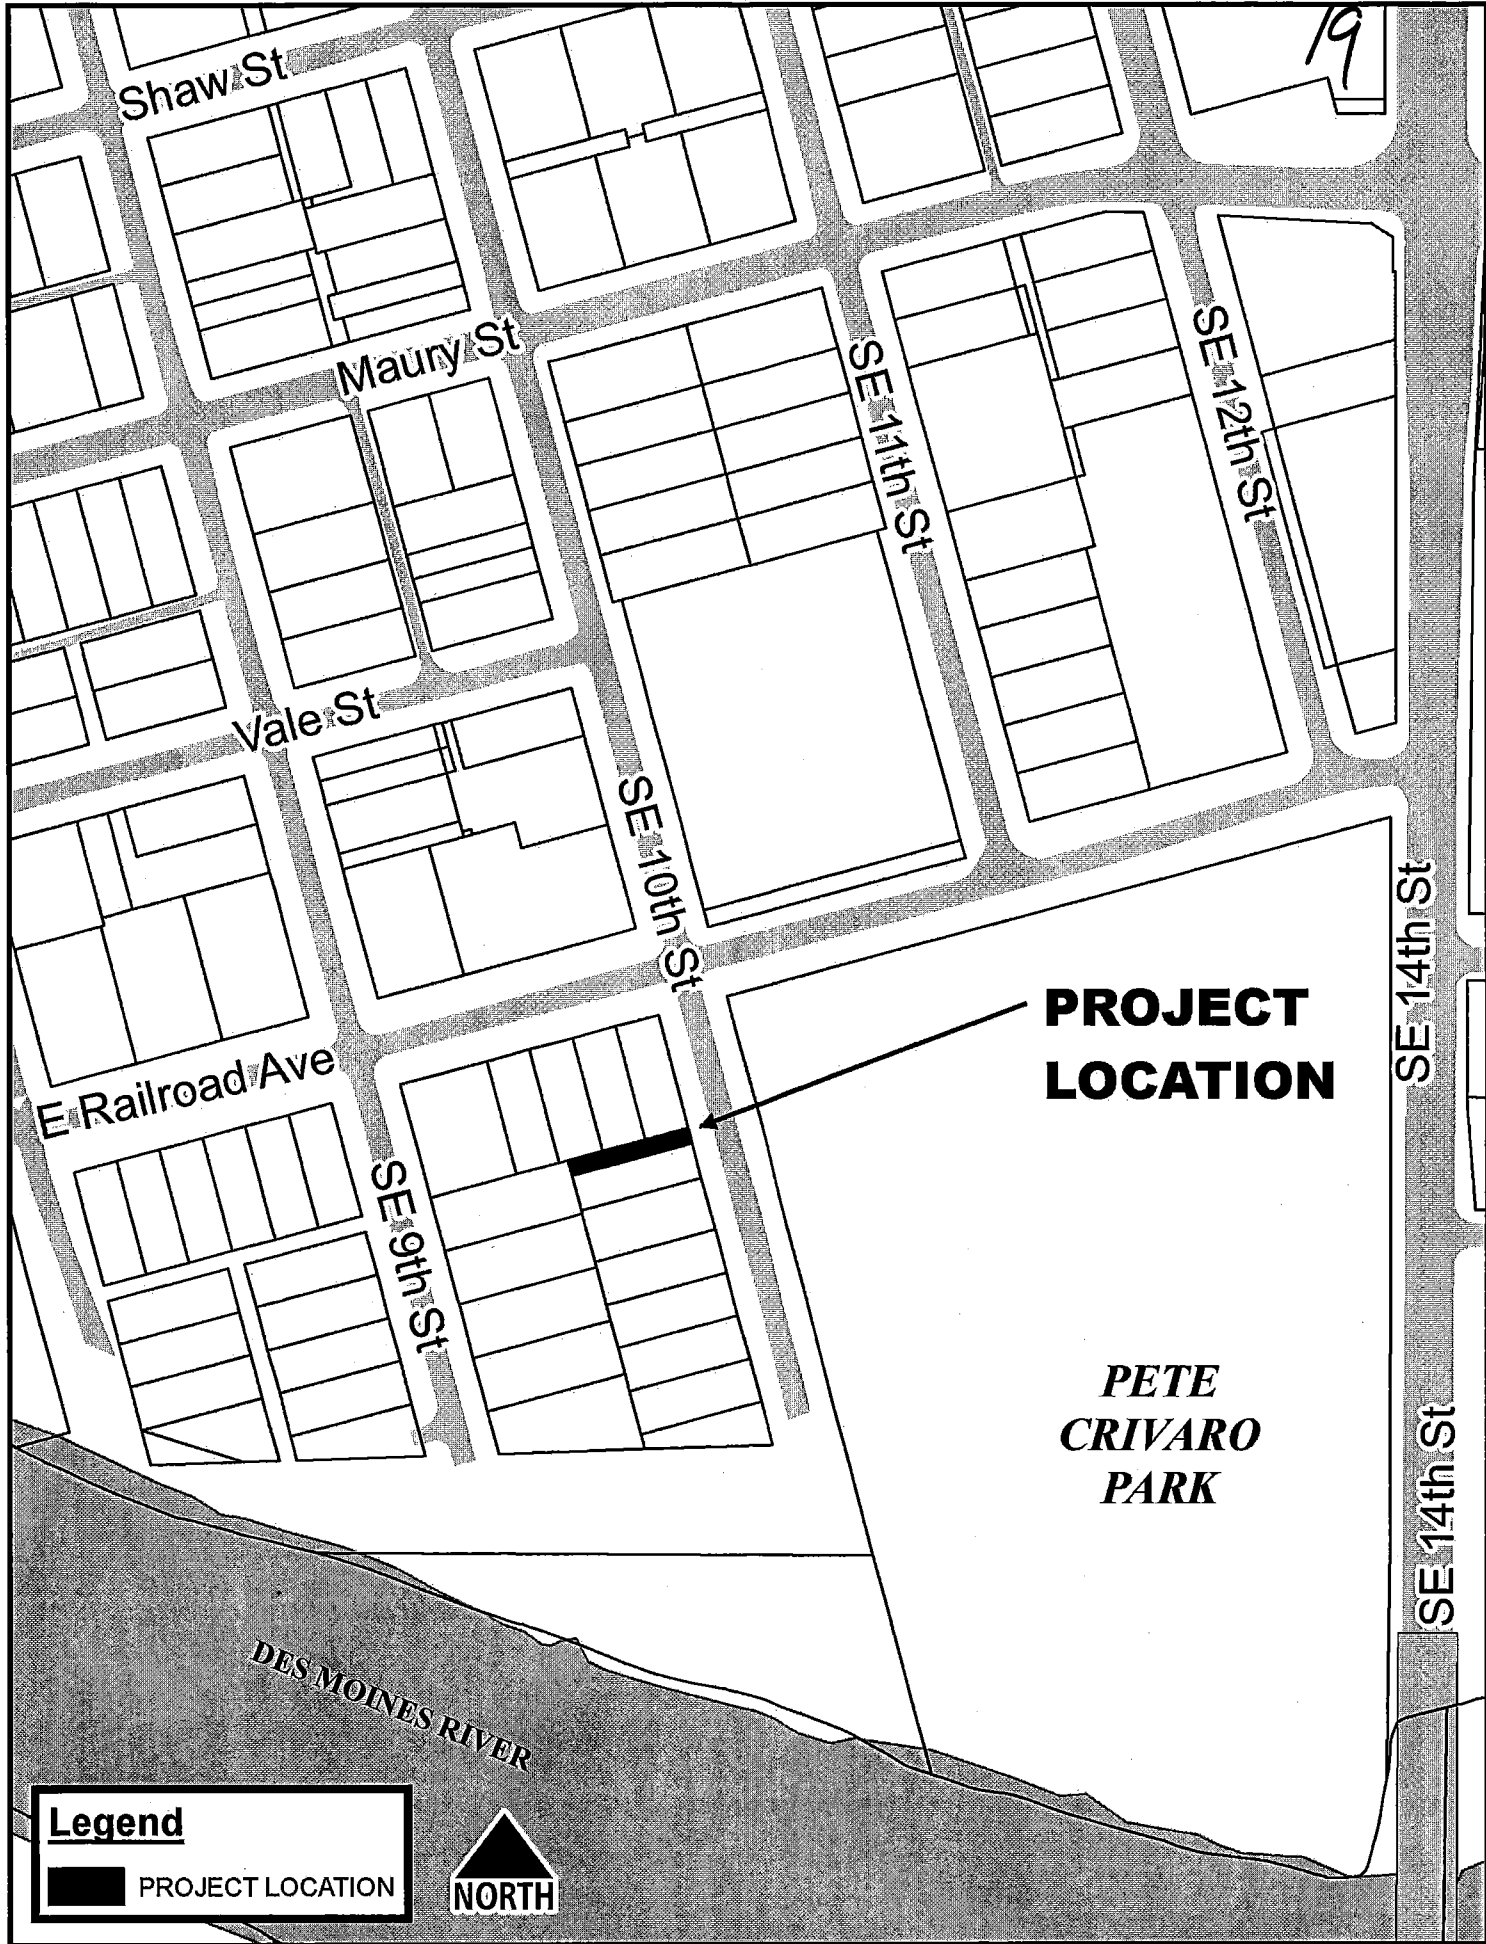 19
Shaw St
Maury St
SE 11th St
SE 12th St
Vale St
SE 10th St
SE 14th St
PROJECT
LOCATION
E Railroad Ave
SE 9th St
PETE
CRIVARO
PARK
SE 14th St
DES MOINES RIVER
Legend
PROJECT LOCATION
NORTH